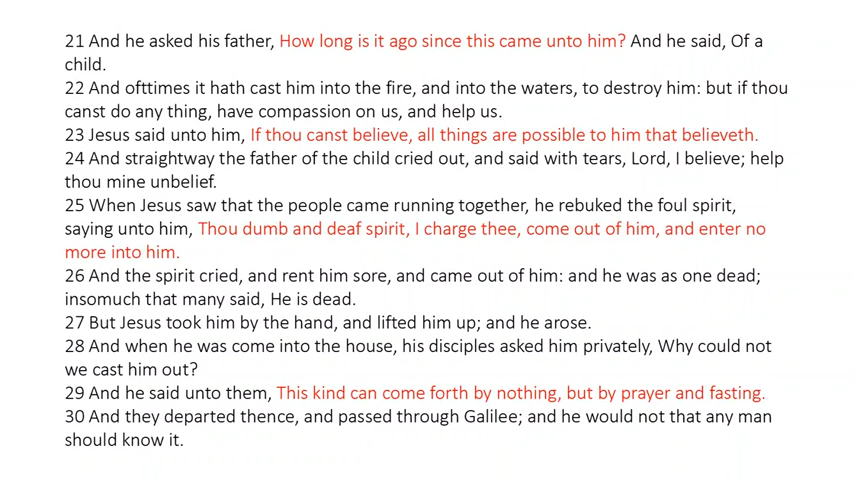 21 And he asked his father, How long is it ago since this came unto him? And he said, Of a
child.
22 And ofttimes it hath cast him into the fire, and into the waters, to destroy him: but if thou
canst do any thing, have compassion on us, and help us.
23 Jesus said unto him, If thou canst believe, all things are possible to him that believeth.
24 And straightway the father of the child cried out, and said with tears, Lord, I believe; help
thou mine unbelief.
25 When Jesus saw that the people came running together, he rebuked the foul spirit,
saying unto him, Thou dumb and deaf spirit, I charge thee, come out of him, and enter no
more into him.
26 And the spirit cried, and rent him sore, and came out of him: and he was as one dead;
insomuch that many said, He is dead.
27 But Jesus took him by the hand, and lifted him up; and he arose.
28 And when he was come into the house, his disciples asked him privately, Why could not
we cast him out?
29 And he said unto them, This kind can come forth by nothing, but by prayer and fasting.
30 And they departed thence, and passed through Galilee; and he would not that any man
should know it.